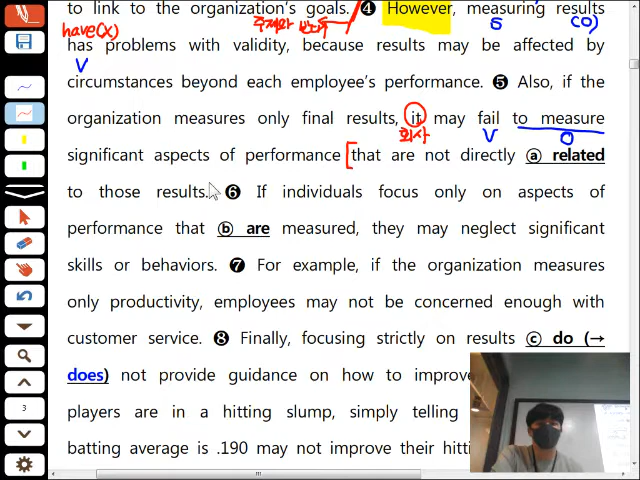 to link to the organization's goals. ❹ However, measuring results
have(X) 주제와 반대 S (O)
has problems with validity, because results may be affected by
V
circumstances beyond each employee's performance. ❺ Also, if the
organization measures only final results, it may fail to measure
회사 V O
significant aspects of performance [that are not directly ⓐ related
to those results. ❻ If individuals focus only on aspects of
performance that ⓑ are measured, they may neglect significant
skills or behaviors. ❼ For example, if the organization measures
only productivity, employees may not be concerned enough with
customer service. ❽ Finally, focusing strictly on results ⓒ do (→
does) not provide guidance on how to improve
players are in a hitting slump, simply telling
batting average is .190 may not improve their hitti
3